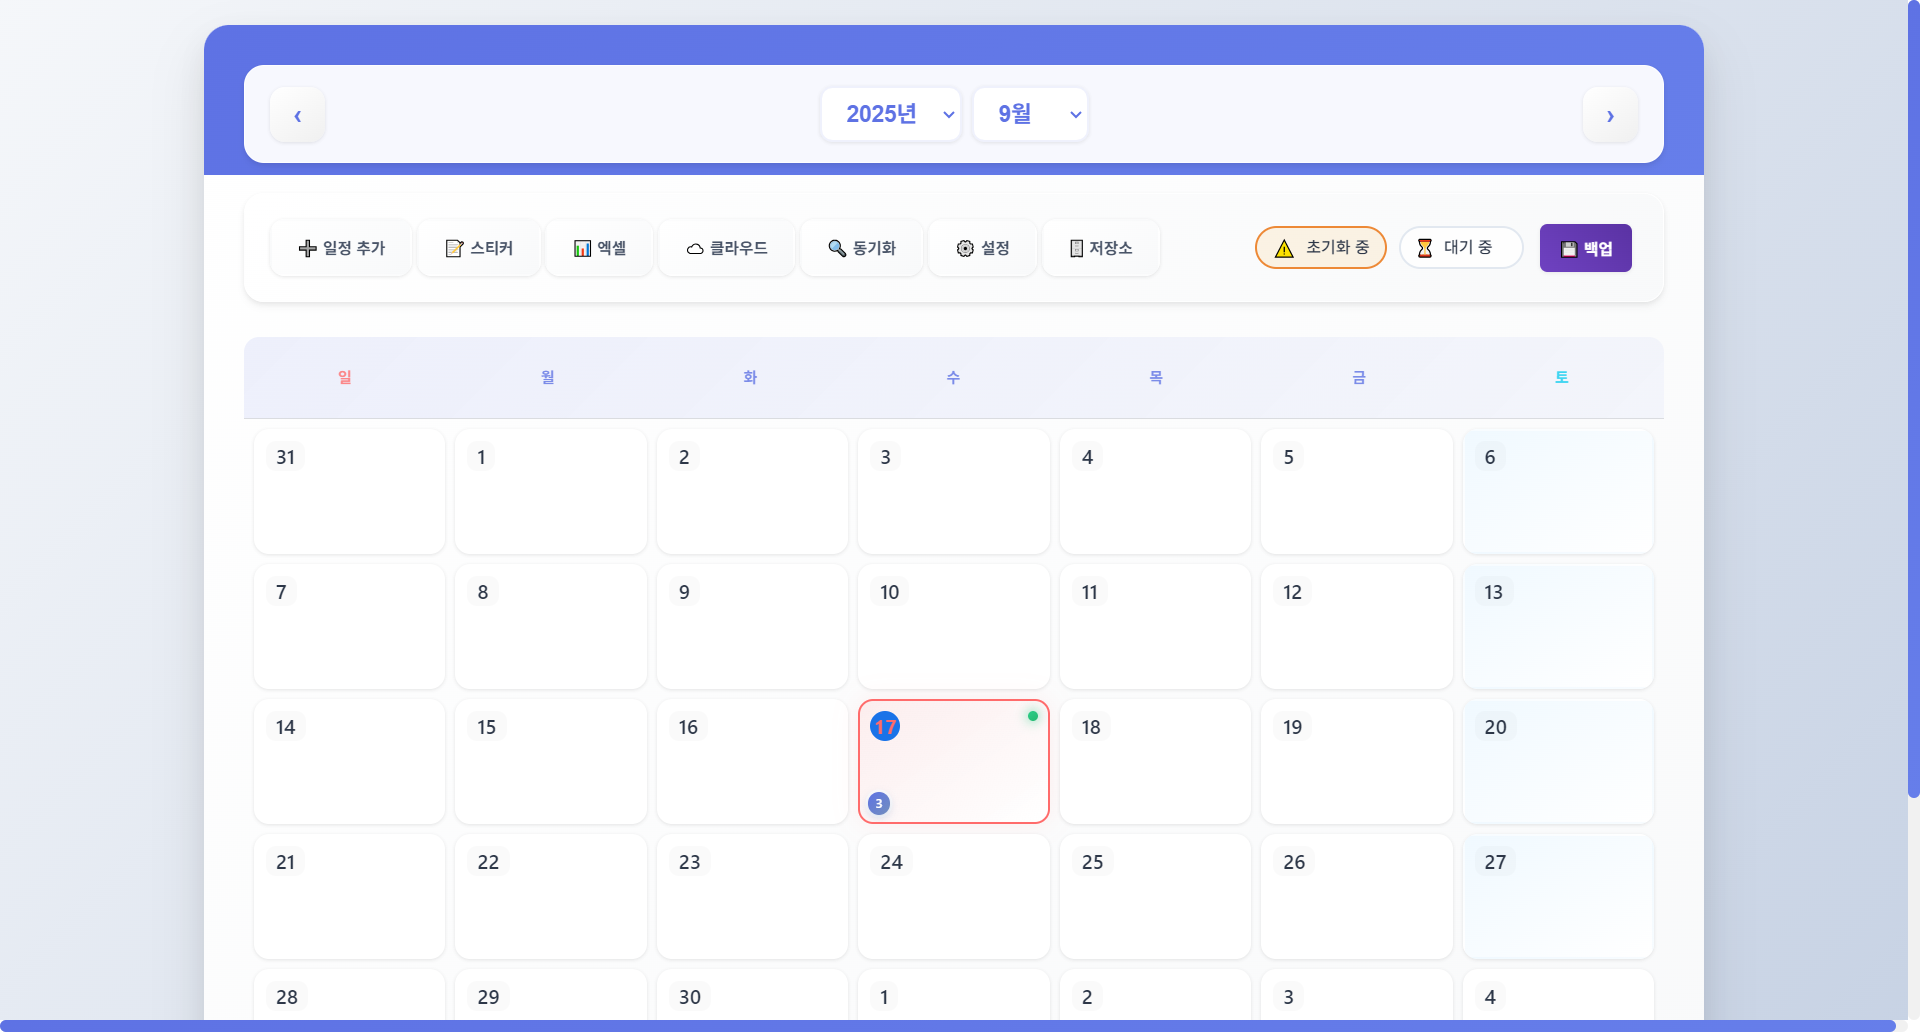 ‹ 2025년 9월 ›
➕ 일정 추가 📝 스티커 📊 엑셀 ☁ 클라우드 🔍 동기화 ⚙ 설정 🗄 저장소 ⚠ 초기화 중 ⏳ 대기 중 💾 백업
일 월 화 수 목 금 토
31 1 2 3 4 5 6
7 8 9 10 11 12 13
14 15 16 17 18 19 20
3
21 22 23 24 25 26 27
28 29 30 1 2 3 4